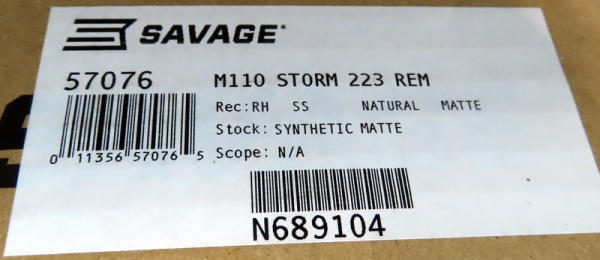 SAVAGE
57076 M110 STORM 223 REM
Rec:RH SS NATURAL MATTE
Stock: SYNTHETIC MATTE
0 11356 57076 5 Scope: N/A
N689104